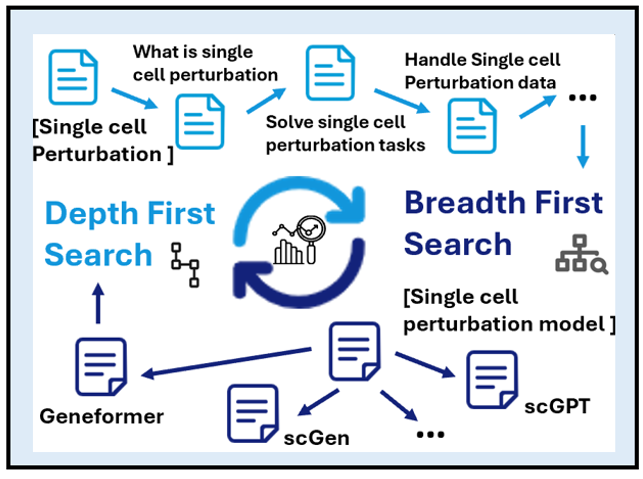 What is single
cell perturbation
Handle Single cell
Perturbation data
...
[Single cell
Perturbation ]
Solve single cell
perturbation tasks
Depth First
Search
Breadth First
Search
[Single cell
perturbation model ]
Geneformer
scGen
...
scGPT